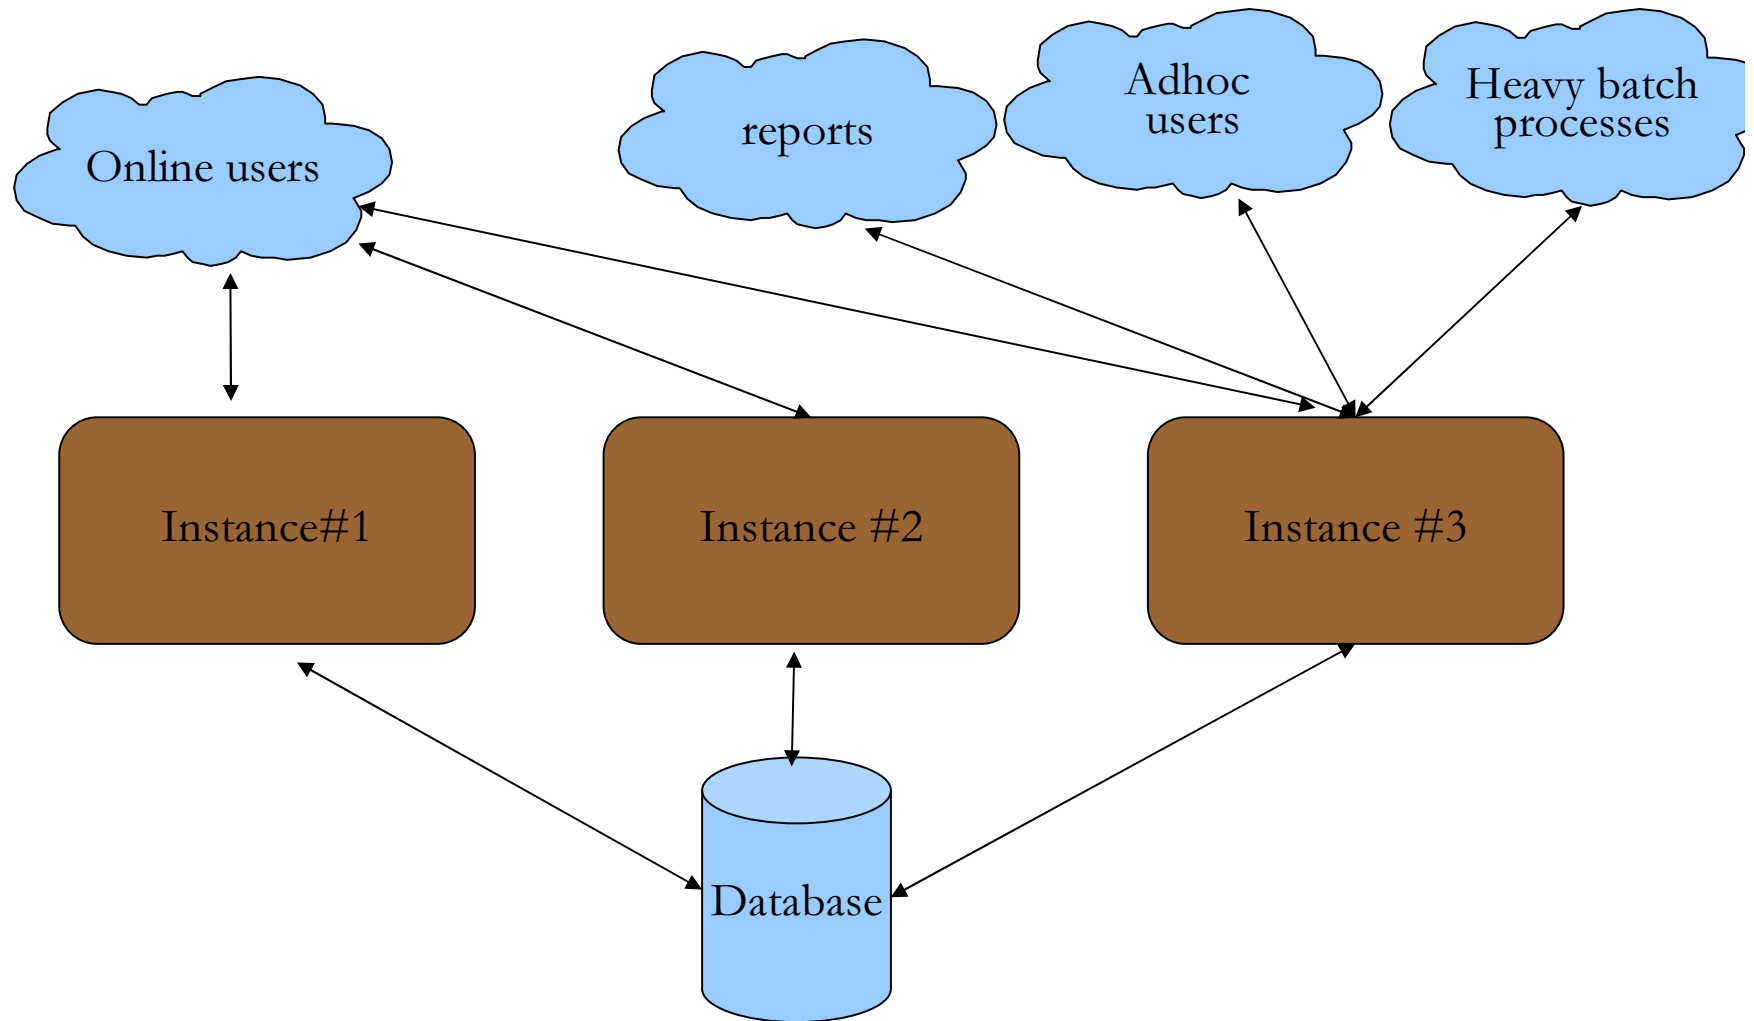 Online users
reports
Adhoc
users
Heavy batch
processes
Instance#1
Instance #2
Instance #3
Database